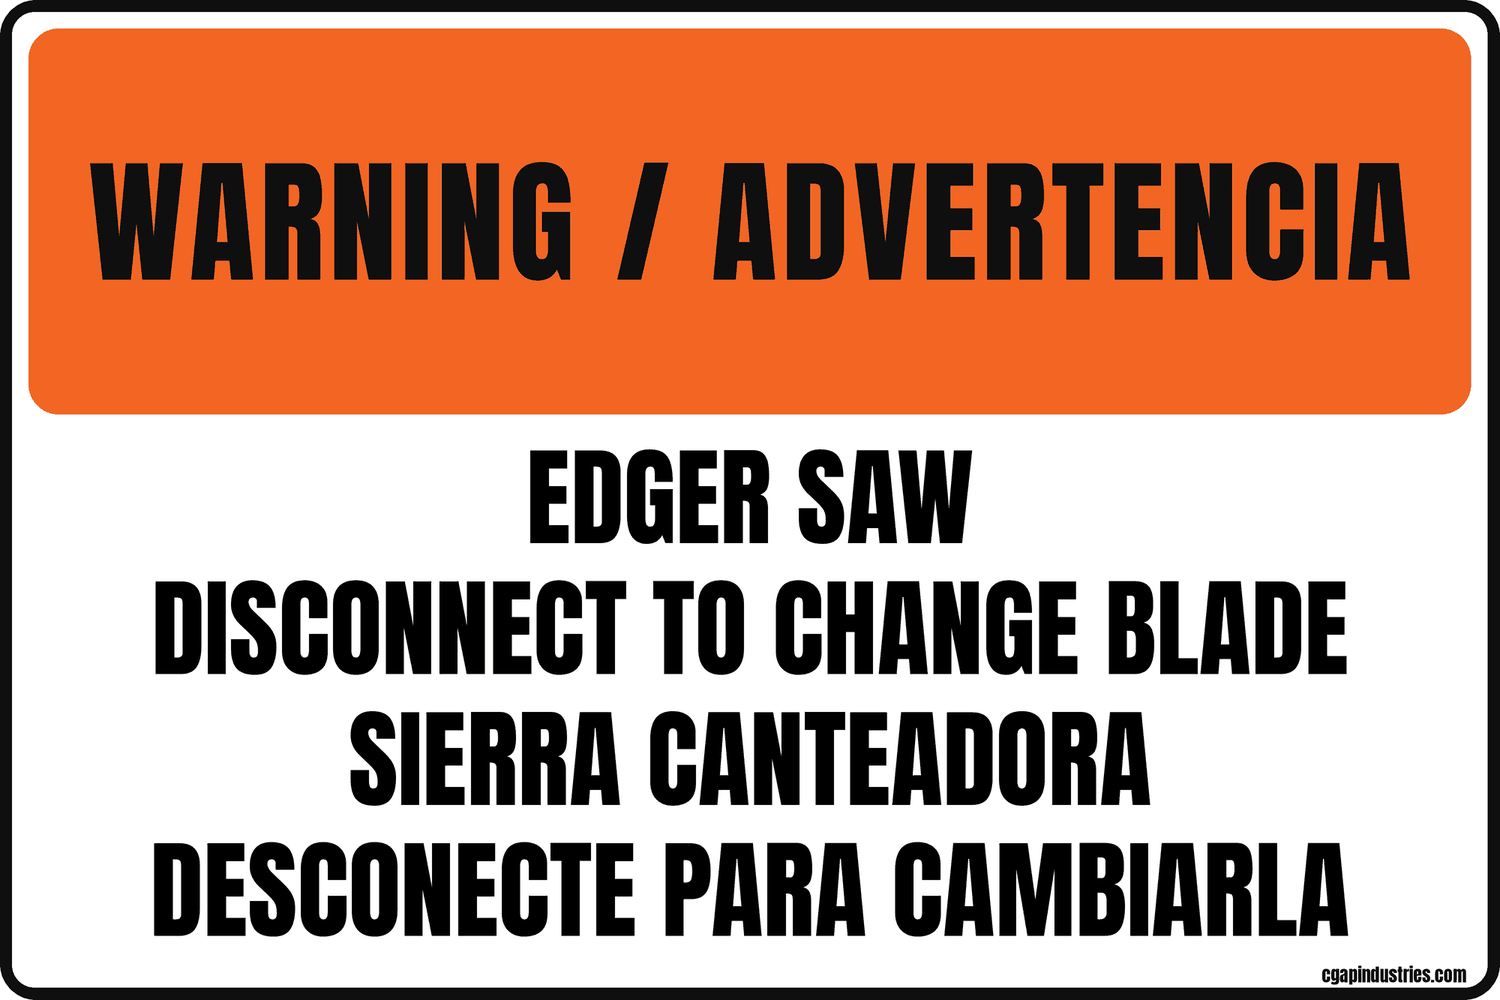 WARNING / ADVERTENCIA
EDGER SAW
DISCONNECT TO CHANGE BLADE
SIERRA CANTEADORA
DESCONECTE PARA CAMBIARLA
cgapindustries.com